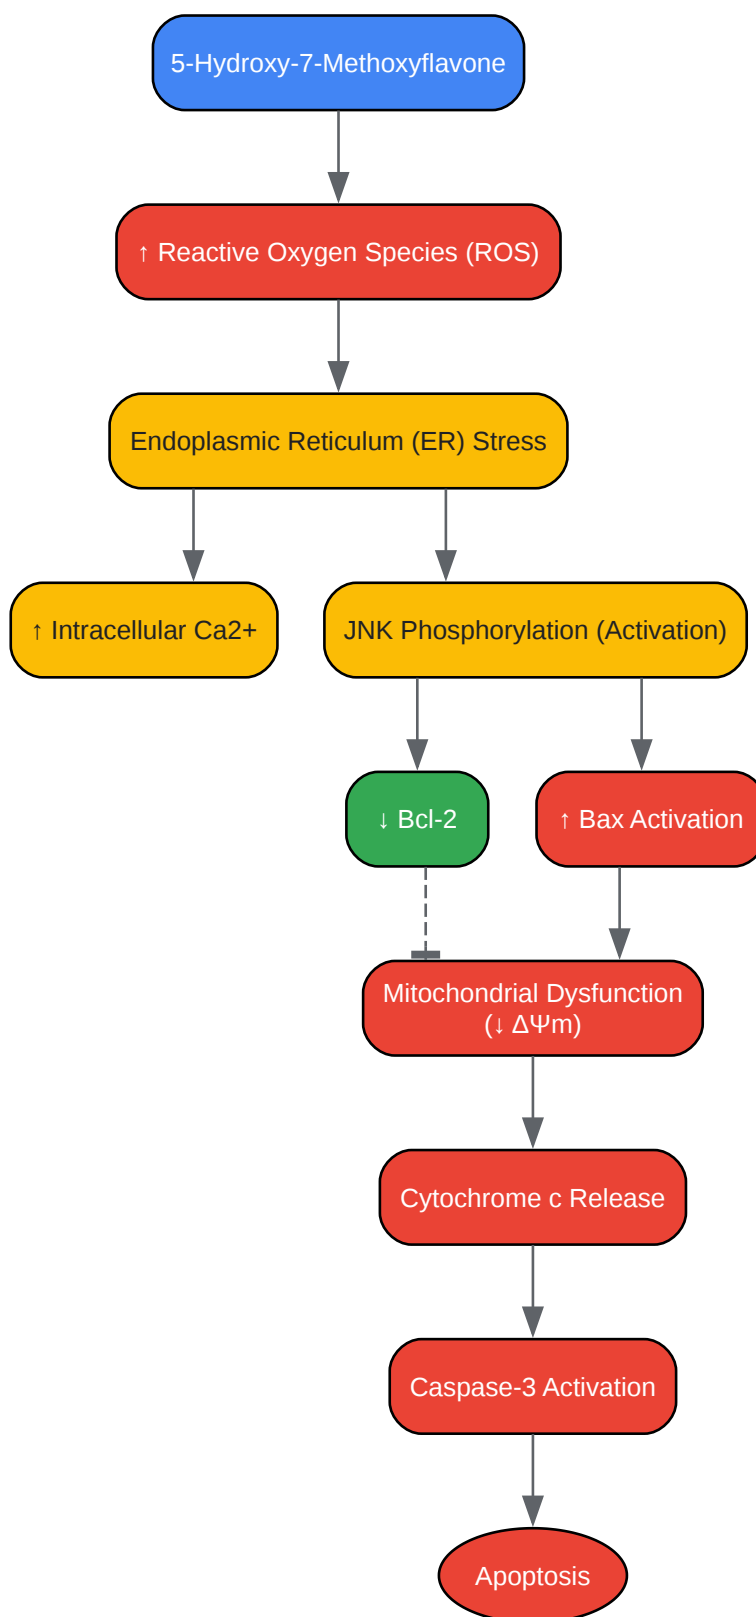 5-Hydroxy-7-Methoxyflavone
↑ Reactive Oxygen Species (ROS)
Endoplasmic Reticulum (ER) Stress
↑ Intracellular Ca2+
JNK Phosphorylation (Activation)
↓ Bcl-2
↑ Bax Activation
Mitochondrial Dysfunction
(↓ ΔΨm)
Cytochrome c Release
Caspase-3 Activation
Apoptosis